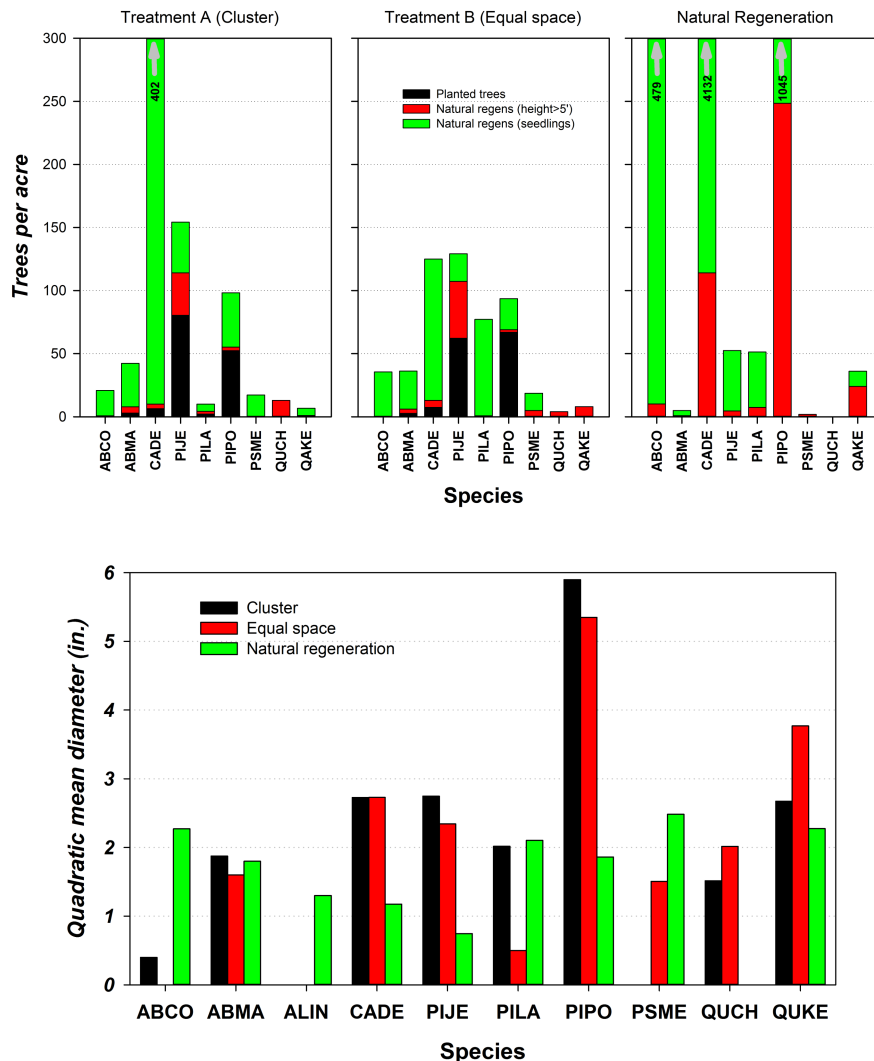 Treatment A (Cluster) Treatment B (Equal space) Natural Regeneration
300
250
200
150
100
50
0
Trees per acre
402
479
4132
1045
Planted trees
Natural regens (height>5')
Natural regens (seedlings)
ABCO ABMA CADE PIJE PILA PIPO PSME QUCH QAKE
ABCO ABMA CADE PIJE PILA PIPO PSME QUCH QAKE
ABCO ABMA CADE PIJE PILA PIPO PSME QUCH QAKE
Species
6
5
4
3
2
1
0
Quadratic mean diameter (in.)
Cluster
Equal space
Natural regeneration
ABCO ABMA ALIN CADE PIJE PILA PIPO PSME QUCH QUKE
Species